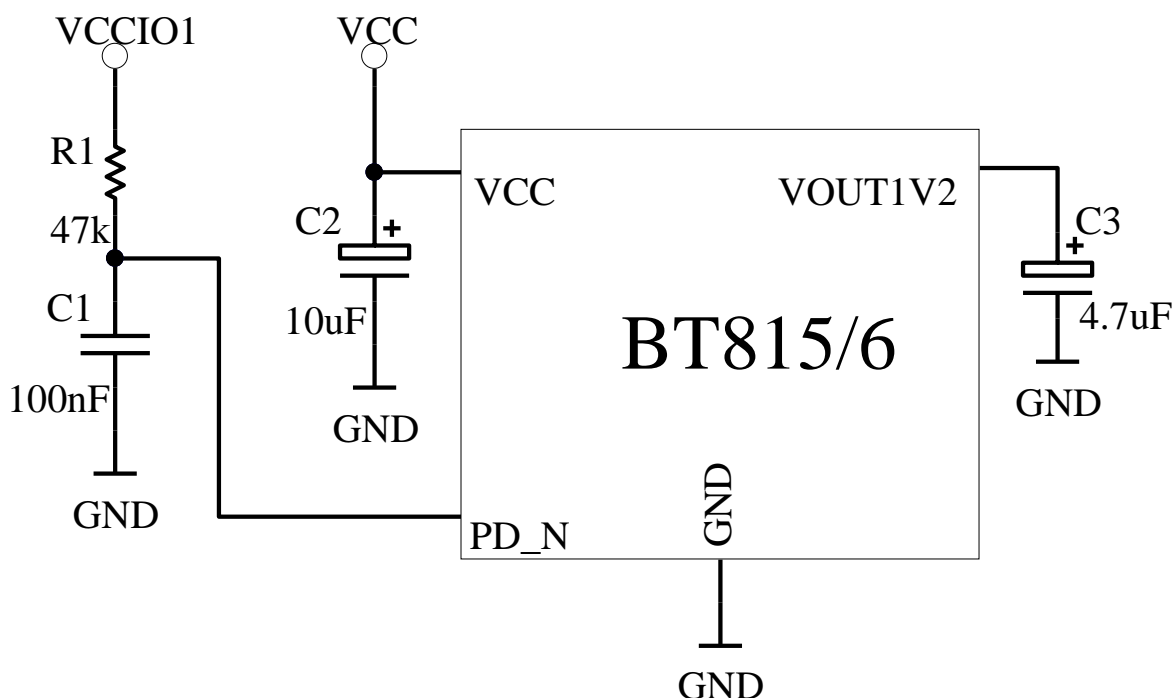 VCCIO1
VCC
R1
47k
C1
100nF
GND
C2
+
10uF
GND
VCC
VOUT1V2
BT815/6
PD_N
GND
GND
C3
+
4.7uF
GND